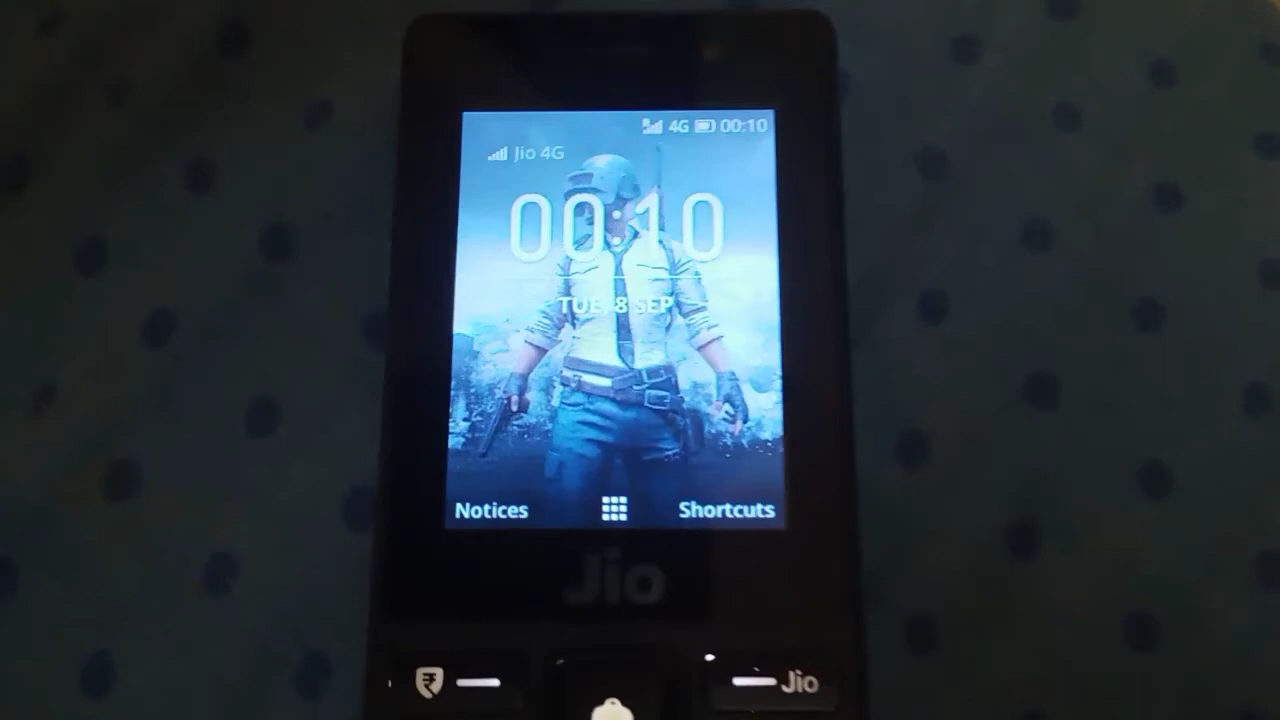 4G 00:10
Jio 4G
00:10
TUE, 8 SEP
Notices Shortcuts
Jio
₹ Jio